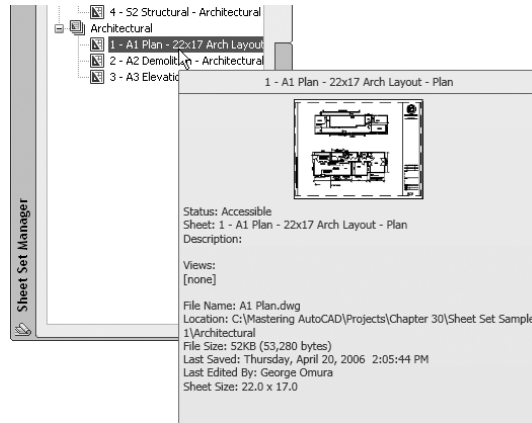 4 - S2 Structural - Architectural
Architectural
1 - A1 Plan - 22x17 Arch Layout
2 - A2 Demolition - Architectural
3 - A3 Elevatio
1 - A1 Plan - 22x17 Arch Layout - Plan
Status: Accessible
Sheet: 1 - A1 Plan - 22x17 Arch Layout - Plan
Description:
Views:
[none]
File Name: A1 Plan.dwg
Location: C:\Mastering AutoCAD\Projects\Chapter 30\Sheet Set Sample
1\Architectural
File Size: 52KB (53,280 bytes)
Last Saved: Thursday, April 20, 2006 2:05:44 PM
Last Edited By: George Omura
Sheet Size: 22.0 x 17.0
Sheet Set Manager